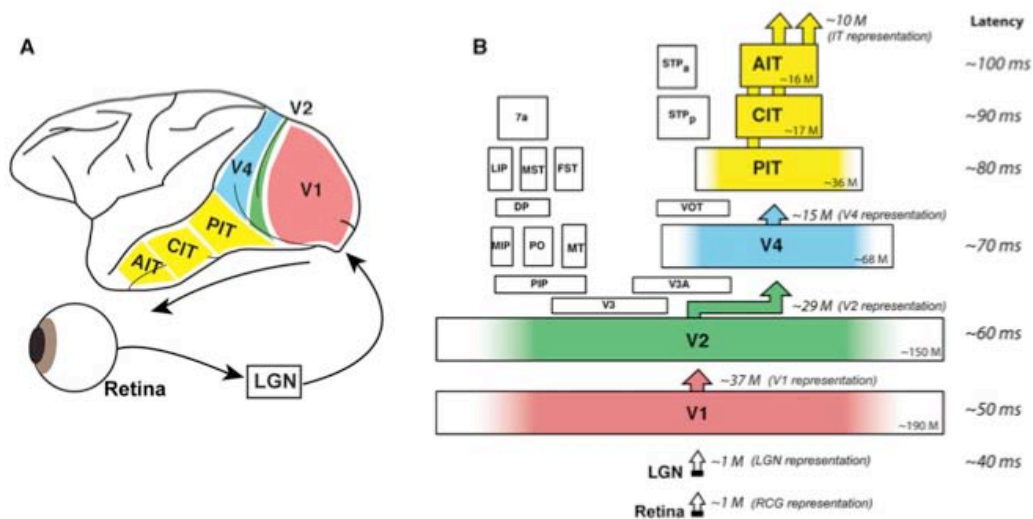 A
V2
V4
V1
PIT
CIT
AIT
Retina
LGN
B
Latency
~10 M
(IT representation)
STPa
AIT
~16 M
~100 ms
7a
STPp
CIT
~17 M
~90 ms
LIP
MST
FST
PIT
~36 M
~80 ms
DP
VOT
~15 M (V4 representation)
MIP
PO
MT
V4
~68 M
~70 ms
PIP
V3A
V3
~29 M (V2 representation)
V2
~150 M
~60 ms
~37 M (V1 representation)
V1
~190 M
~50 ms
LGN
~1 M (LGN representation)
~40 ms
Retina
~1 M (RCG representation)